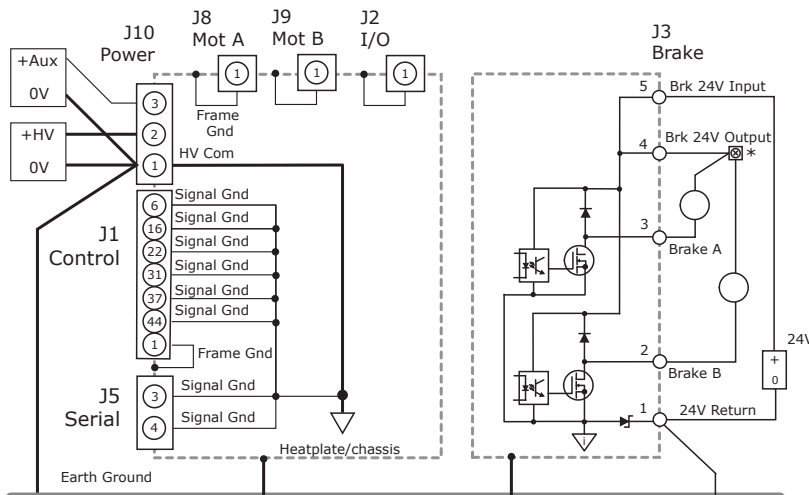 J10
Power
J8
Mot A
J9
Mot B
J2
I/O
J3
Brake
+Aux
0V
+HV
0V
3
2
1
1
1
1
Frame
Gnd
HV Com
J1
Control
6
16
22
31
37
44
1
Signal Gnd
Signal Gnd
Signal Gnd
Signal Gnd
Signal Gnd
Signal Gnd
Frame Gnd
J5
Serial
3
4
Signal Gnd
Signal Gnd
Heatplate/chassis
Earth Ground
5
Brk 24V Input
4
Brk 24V Output
*
3
Brake A
2
Brake B
1
24V Return
24V
+
0
i